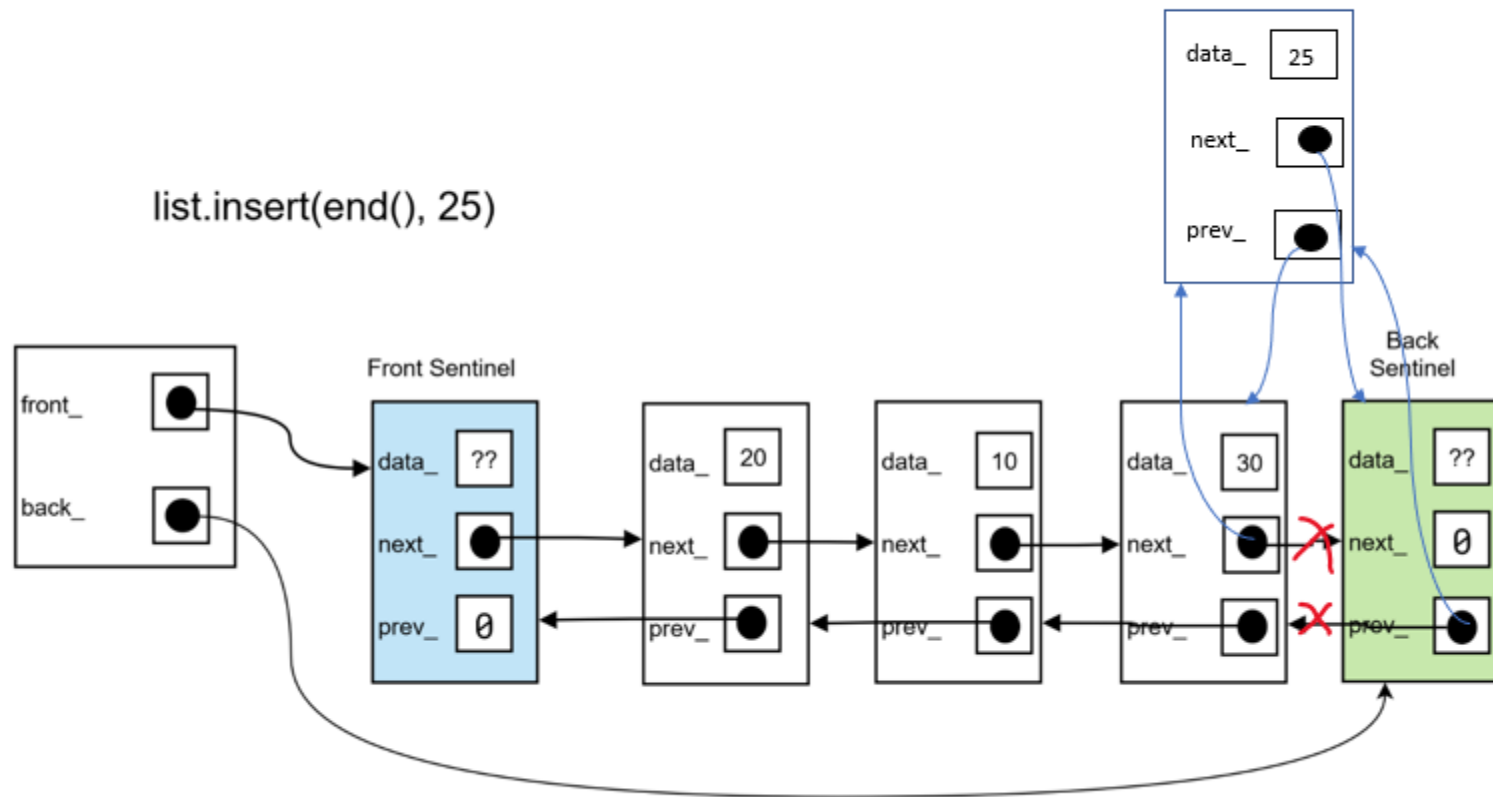 data_ 25
next_
prev_
list.insert(end(), 25)
front_
back_
Front Sentinel
data_ ??
next_
prev_ 0
data_ 20
next_
prev_
data_ 10
next_
prev_
data_ 30
next_
prev_
Back
Sentinel
data_ ??
next_ 0
prev_